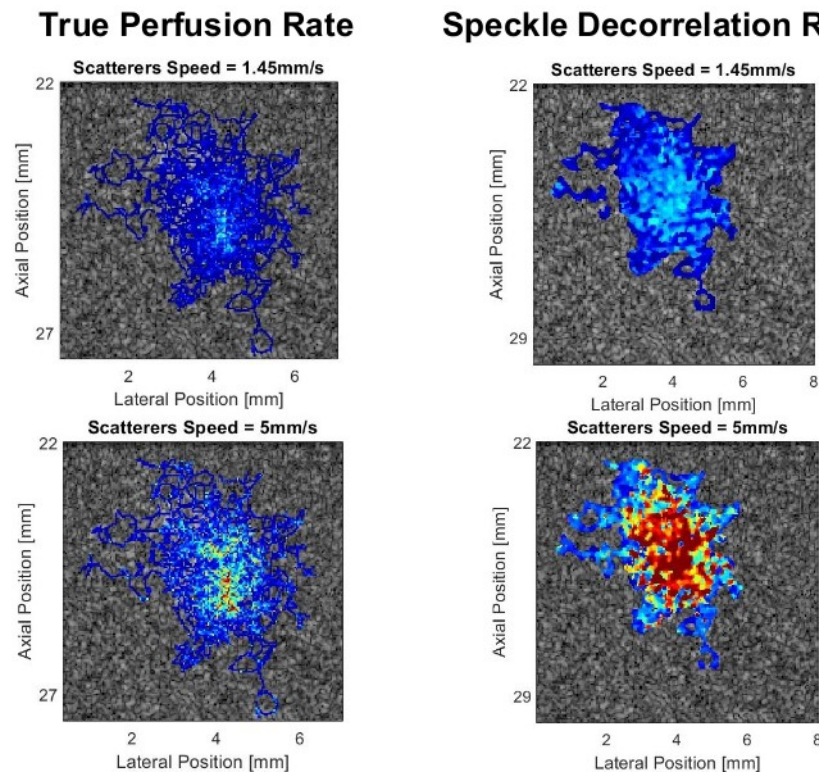 True Perfusion Rate
Speckle Decorrelation R
Scatterers Speed = 1.45mm/s
22
Axial Position [mm]
27
2 4 6
Lateral Position [mm]
Scatterers Speed = 1.45mm/s
22
Axial Position [mm]
29
2 4 6 8
Lateral Position [mm]
Scatterers Speed = 5mm/s
22
Axial Position [mm]
27
2 4 6
Lateral Position [mm]
Scatterers Speed = 5mm/s
22
Axial Position [mm]
29
2 4 6 8
Lateral Position [mm]